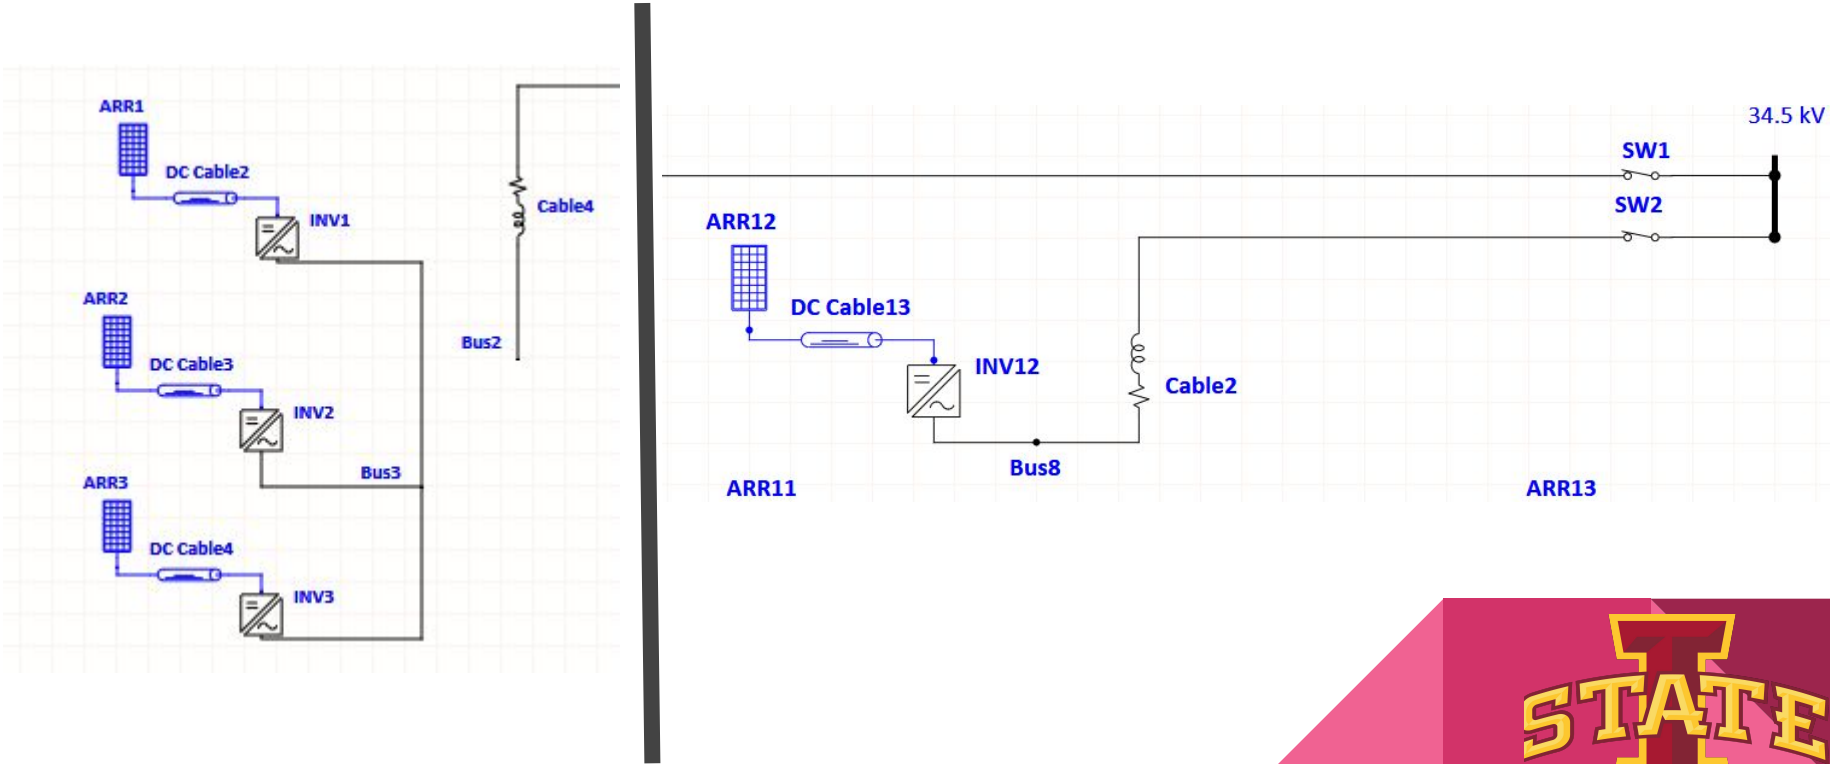 ARR1
DC Cable2
INV1
Cable4
ARR2
Bus2
DC Cable3
INV2
Bus3
ARR3
DC Cable4
INV3
34.5 kV
SW1
SW2
ARR12
DC Cable13
INV12
Cable2
Bus8
ARR11
ARR13
I
STATE